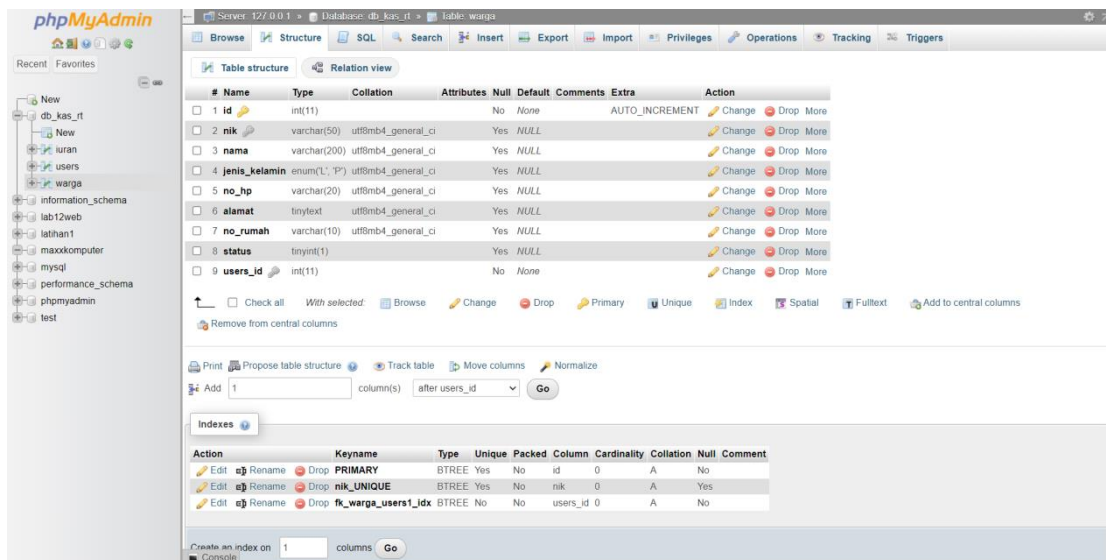 phpMyAdmin
Recent Favorites
New
db_kas_rt
New
iuran
users
warga
information_schema
lab12web
latihan1
maxxkomputer
mysql
performance_schema
phpmyadmin
test
Server: 127.0.0.1 » Database: db_kas_rt » Table: warga
Browse Structure SQL Search Insert Export Import Privileges Operations Tracking Triggers
Table structure Relation view
# Name Type Collation Attributes Null Default Comments Extra Action
1 id int(11) No None AUTO_INCREMENT Change Drop More
2 nik varchar(50) utf8mb4_general_ci Yes NULL Change Drop More
3 nama varchar(200) utf8mb4_general_ci Yes NULL Change Drop More
4 jenis_kelamin enum('L', 'P') utf8mb4_general_ci Yes NULL Change Drop More
5 no_hp varchar(20) utf8mb4_general_ci Yes NULL Change Drop More
6 alamat tinytext utf8mb4_general_ci Yes NULL Change Drop More
7 no_rumah varchar(10) utf8mb4_general_ci Yes NULL Change Drop More
8 status tinyint(1) Yes NULL Change Drop More
9 users_id int(11) No None Change Drop More
Check all With selected: Browse Change Drop Primary Unique Index Spatial Fulltext Add to central columns
Remove from central columns
Print Propose table structure Track table Move columns Normalize
Add 1 column(s) after users_id Go
Indexes
Action Keyname Type Unique Packed Column Cardinality Collation Null Comment
Edit Rename Drop PRIMARY BTREE Yes No id 0 A No
Edit Rename Drop nik_UNIQUE BTREE Yes No nik 0 A Yes
Edit Rename Drop fk_warga_users1_idx BTREE No No users_id 0 A No
Create an index on 1 columns Go
Console